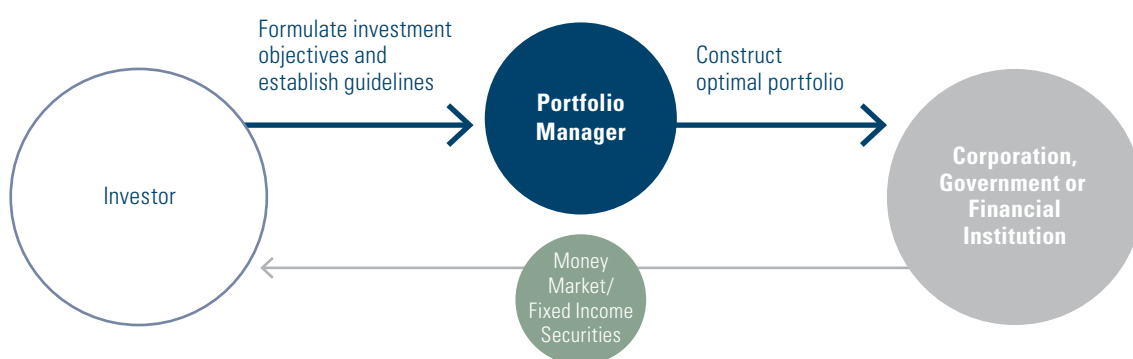 Formulate investment
objectives and
establish guidelines
Construct
optimal portfolio
Portfolio
Manager
Investor
Corporation,
Government or
Financial
Institution
Money
Market/
Fixed Income
Securities